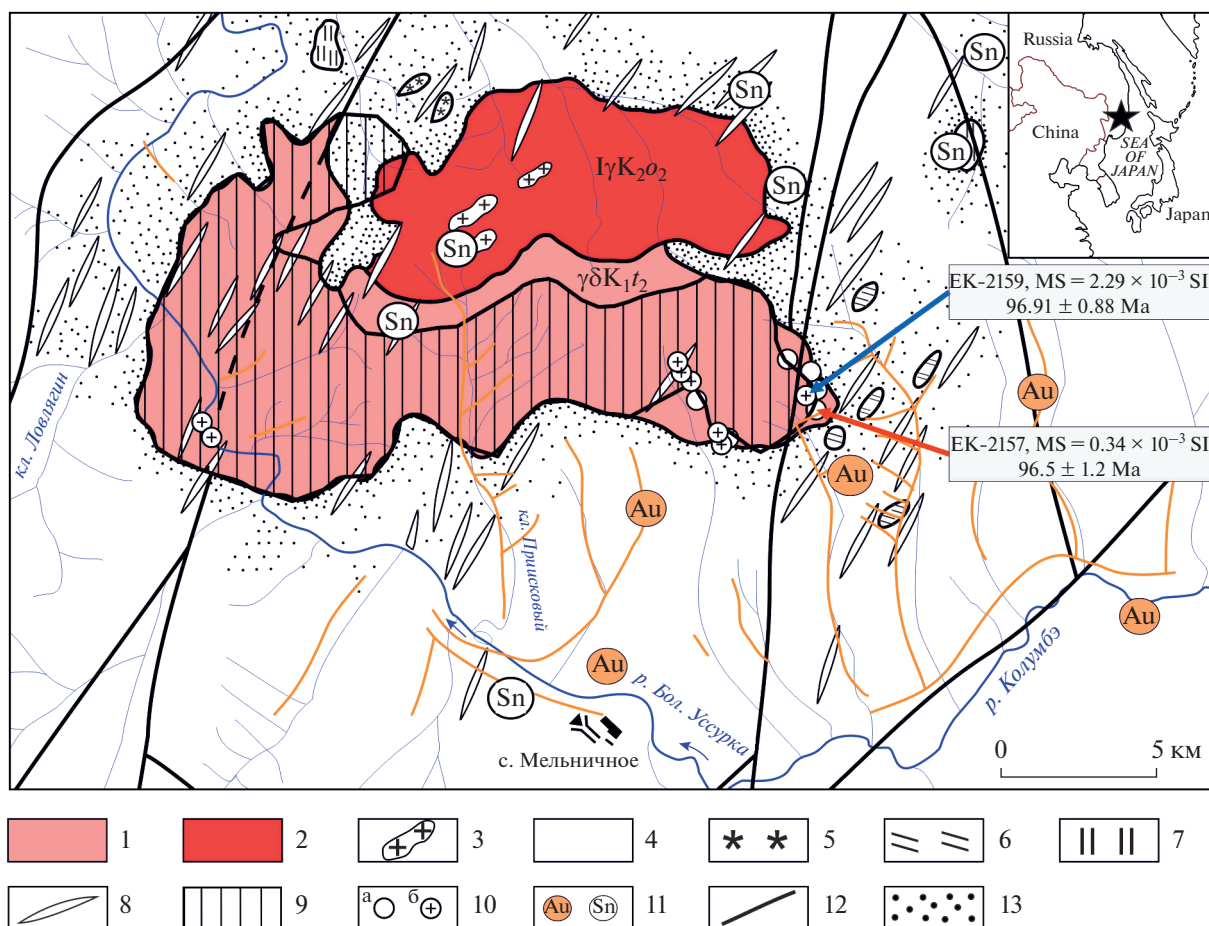 Russia
China
SEA
OF
JAPAN
Japan
Sn
Sn
Sn
Sn
Sn
Sn
Sn
IγK₂o₂
γδK₁t₂
EK-2159, MS = 2.29 × 10⁻³ SI
96.91 ± 0.88 Ma
EK-2157, MS = 0.34 × 10⁻³ SI
96.5 ± 1.2 Ma
Au
Au
Au
Au
Au
кл. Ловлягин
кл. Приисковый
р. Бол. Уссурка
р. Колумбэ
с. Мельничное
0 5 км
1 2 3 4 5 6 7
8 9 а б 10 Au Sn 11 12 13